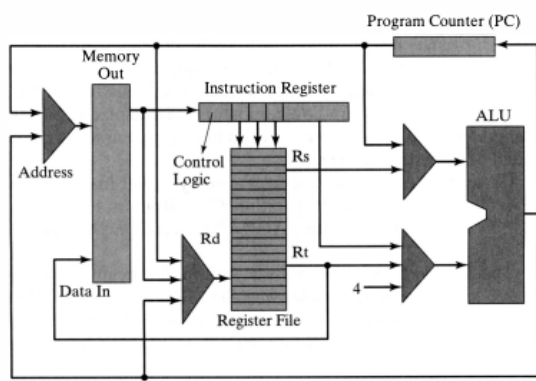 Program Counter (PC)
Memory
Out
Instruction Register
ALU
Control
Logic
Rs
Address
Rd
Rt
4
Data In
Register File